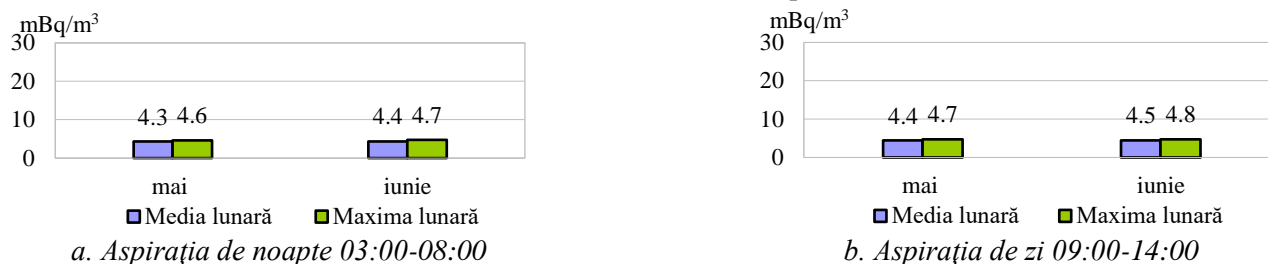 mBq/m³
30
20
10
0
4.3 4.6
4.4 4.7
mai
iunie
Media lunară Maxima lunară
a. Aspiraţia de noapte 03:00-08:00
mBq/m³
30
20
10
0
4.4 4.7
4.5 4.8
mai
iunie
Media lunară Maxima lunară
b. Aspiraţia de zi 09:00-14:00